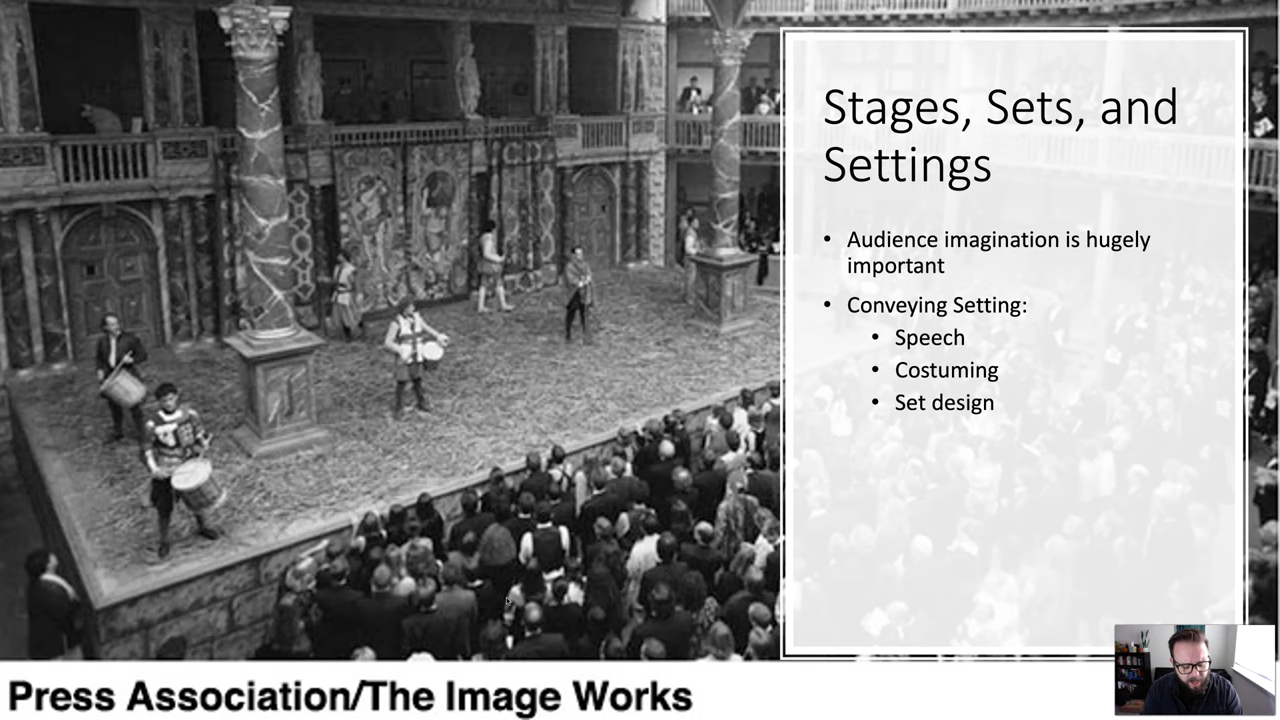 Stages, Sets, and
Settings
• Audience imagination is hugely
important
• Conveying Setting:
• Speech
• Costuming
• Set design
Press Association/The Image Works